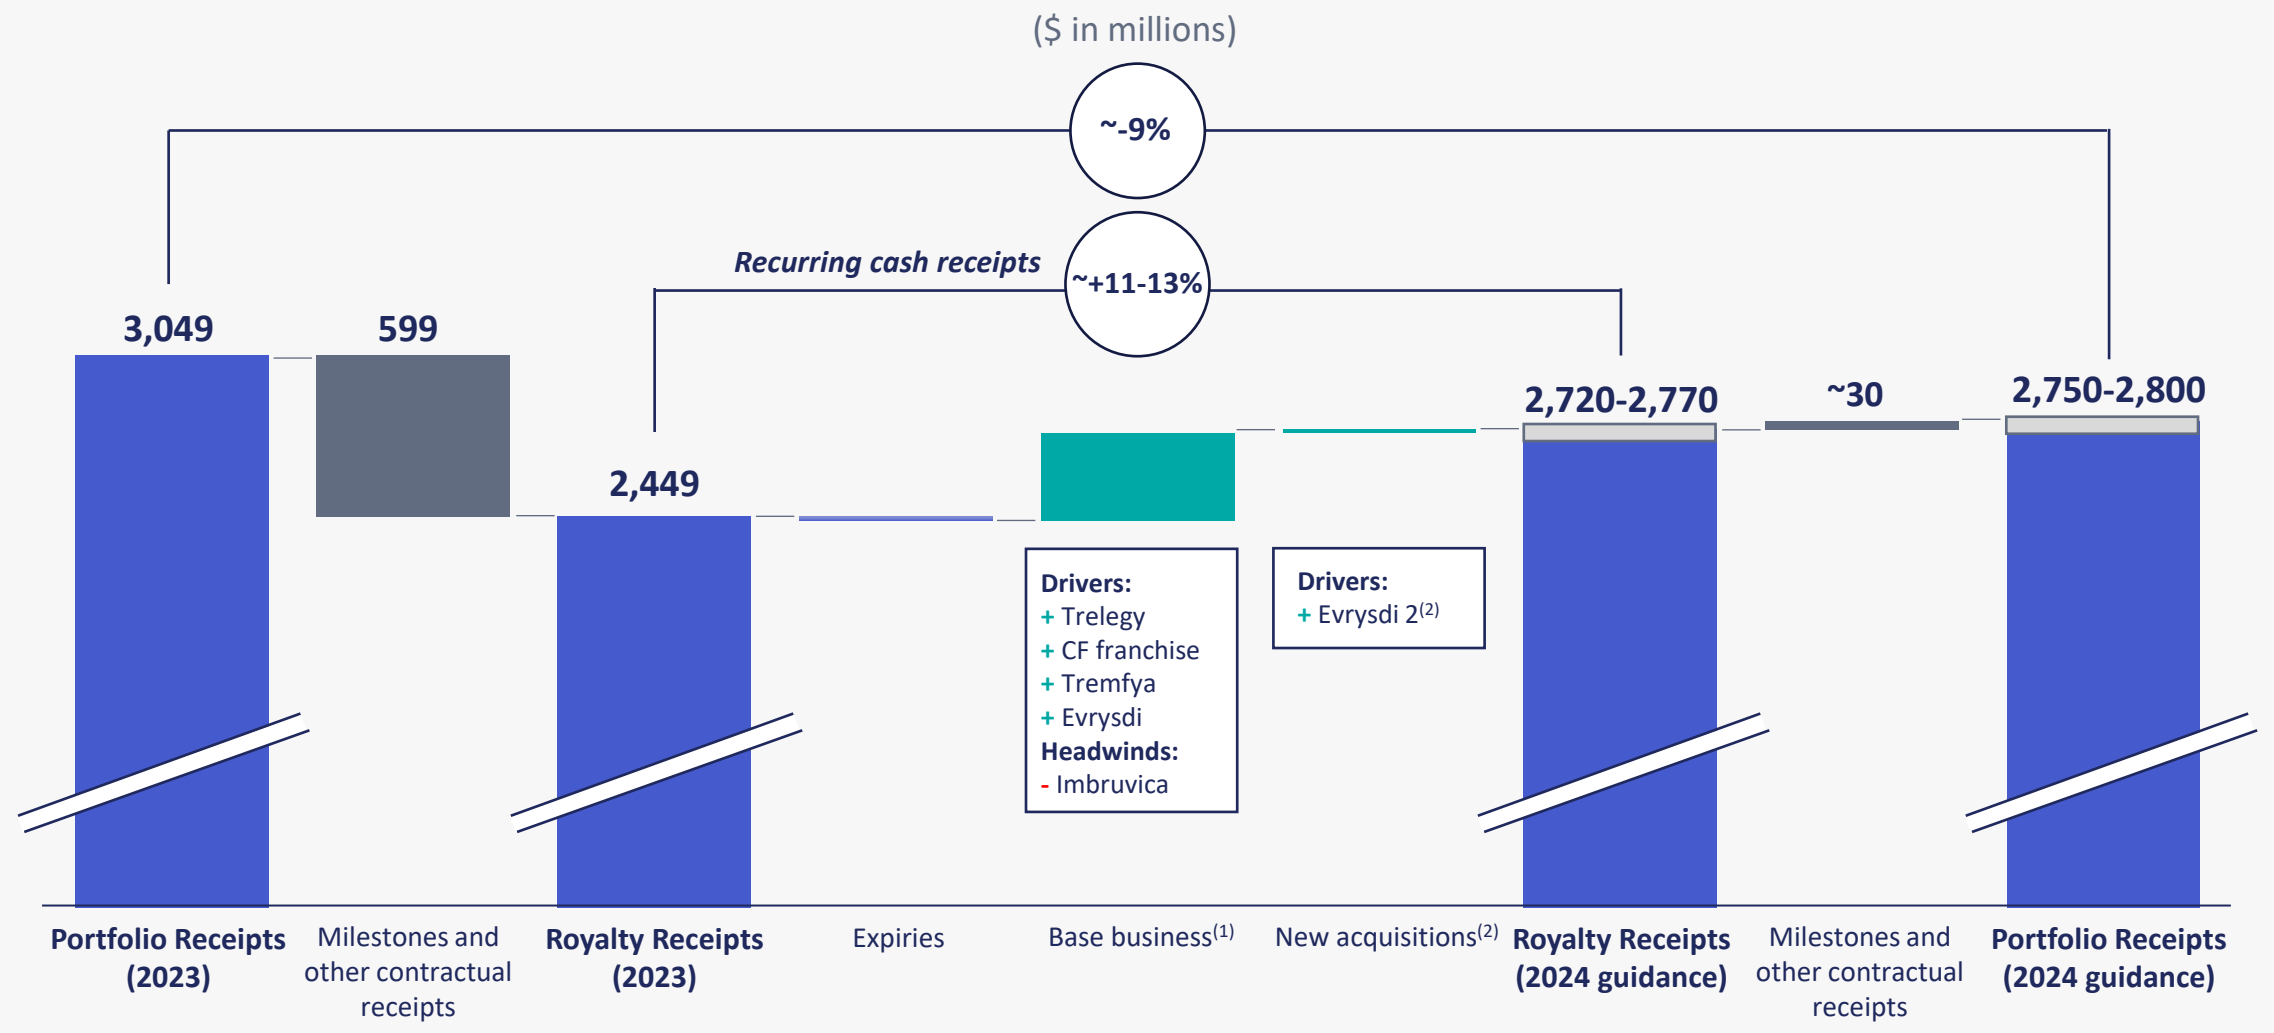 ($ in millions)
~-9%
Recurring cash receipts
~+11-13%
3,049
599
2,449
2,720-2,770
~30
2,750-2,800
Drivers:
+ Trelegy
+ CF franchise
+ Tremfya
+ Evrysdi
Headwinds:
- Imbruvica
Drivers:
+ Evrysdi 2(2)
Portfolio Receipts
(2023)
Milestones and
other contractual
receipts
Royalty Receipts
(2023)
Expiries
Base business(1)
New acquisitions(2)
Royalty Receipts
(2024 guidance)
Milestones and
other contractual
receipts
Portfolio Receipts
(2024 guidance)